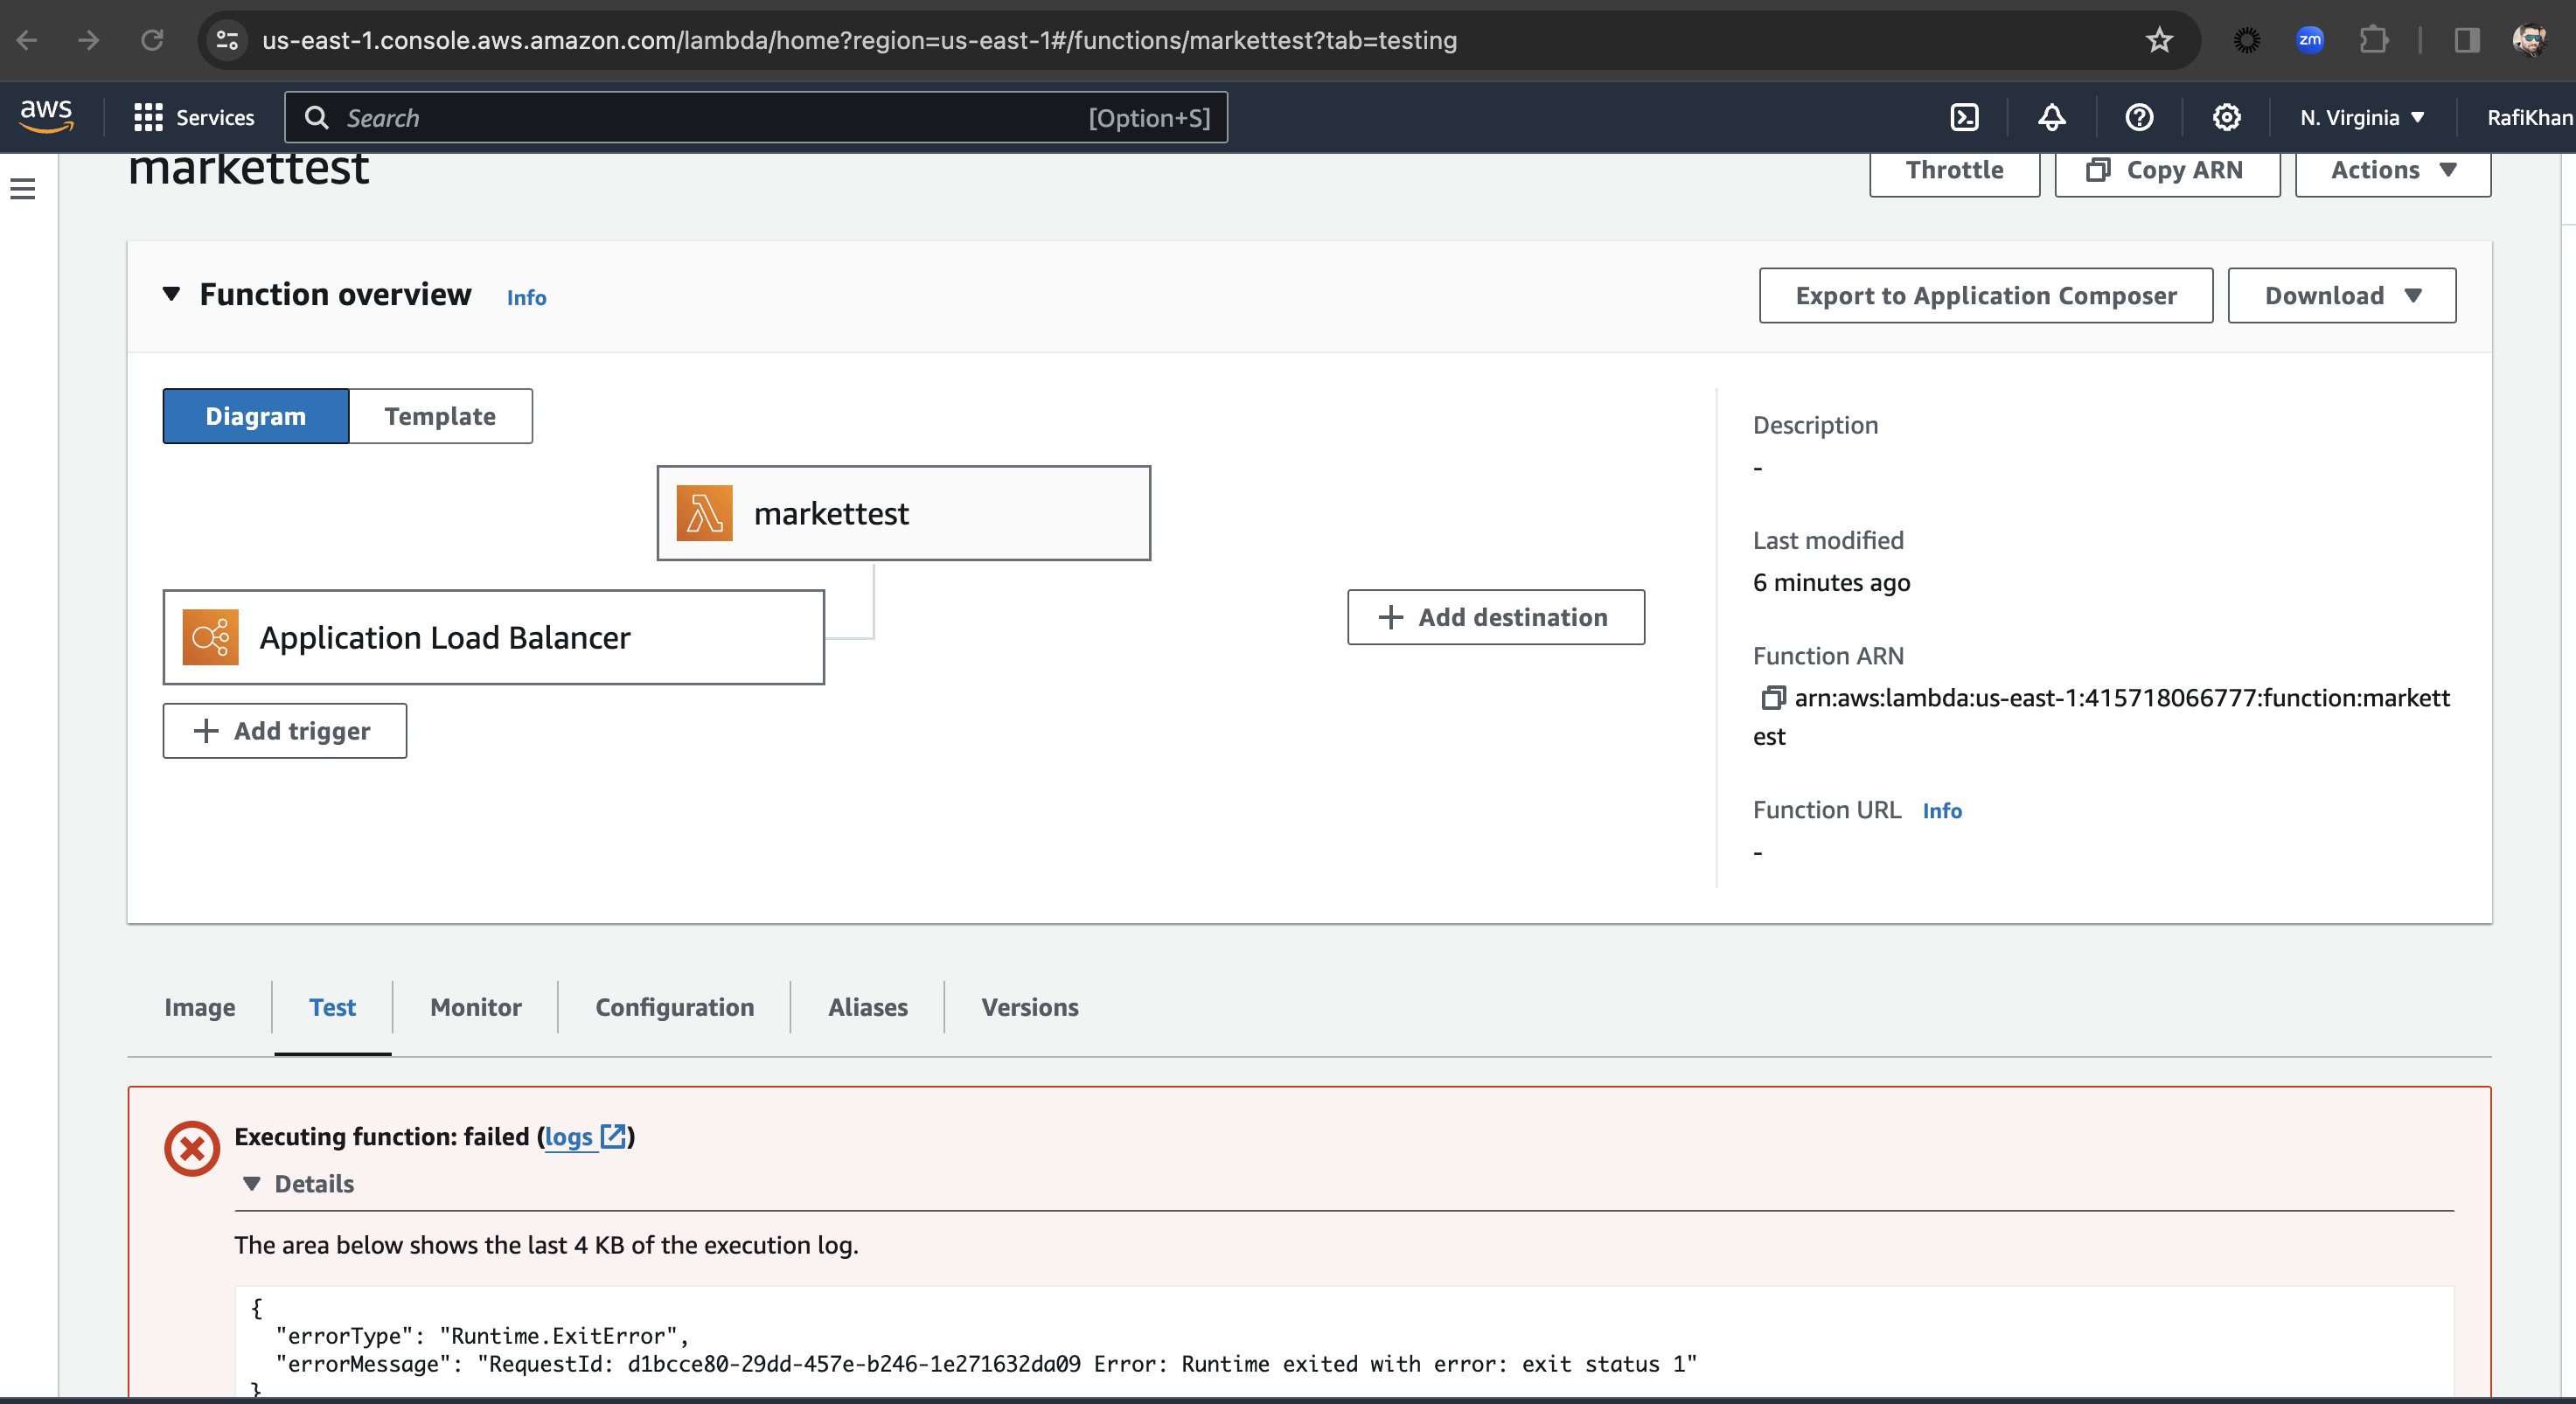 us-east-1.console.aws.amazon.com/lambda/home?region=us-east-1#/functions/markettest?tab=testing
zm
aws
Services
Search
[Option+S]
N. Virginia
RafiKhan
markettest
Throttle
Copy ARN
Actions
Function overview
Info
Export to Application Composer
Download
Diagram
Template
markettest
Application Load Balancer
+ Add trigger
+ Add destination
Description
-
Last modified
6 minutes ago
Function ARN
arn:aws:lambda:us-east-1:415718066777:function:markett
est
Function URL
Info
-
Image
Test
Monitor
Configuration
Aliases
Versions
Executing function: failed (logs)
Details
The area below shows the last 4 KB of the execution log.
{
"errorType": "Runtime.ExitError",
"errorMessage": "RequestId: d1bcce80-29dd-457e-b246-1e271632da09 Error: Runtime exited with error: exit status 1"
}